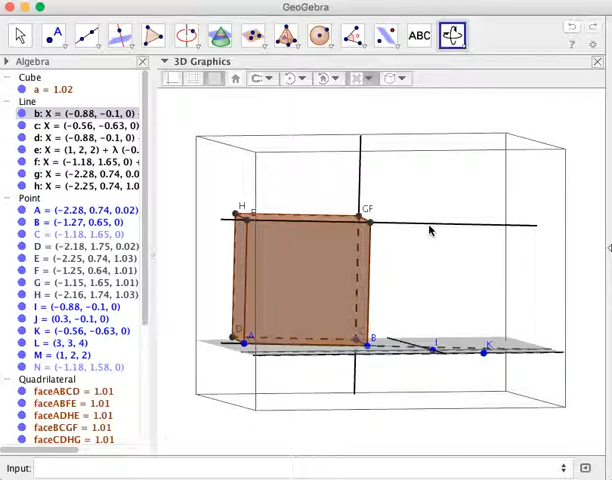 GeoGebra
A
ABC
Algebra
3D Graphics
Cube
a = 1.02
Line
b: X = (-0.88, -0.1, 0)
c: X = (-0.56, -0.63, 0)
d: X = (-0.88, -0.1, 0)
e: X = (1, 2, 2) + λ (-0.
f: X = (-1.18, 1.65, 0) +
g: X = (-2.28, 0.74, 0.0
h: X = (-2.25, 0.74, 1.0
Point
A = (-2.28, 0.74, 0.02)
B = (-1.27, 0.65, 0)
C = (-1.18, 1.65, 0)
D = (-2.18, 1.75, 0.02)
E = (-2.25, 0.74, 1.03)
F = (-1.25, 0.64, 1.01)
G = (-1.15, 1.65, 1.01)
H = (-2.16, 1.74, 1.03)
I = (-0.88, -0.1, 0)
J = (0.3, -0.1, 0)
K = (-0.56, -0.63, 0)
L = (3, 3, 4)
M = (1, 2, 2)
N = (-1.18, 1.58, 0)
Quadrilateral
faceABCD = 1.01
faceABFE = 1.01
faceADHE = 1.01
faceBCGF = 1.01
faceCDHG = 1.01
H E GF
D A B I K
Input: